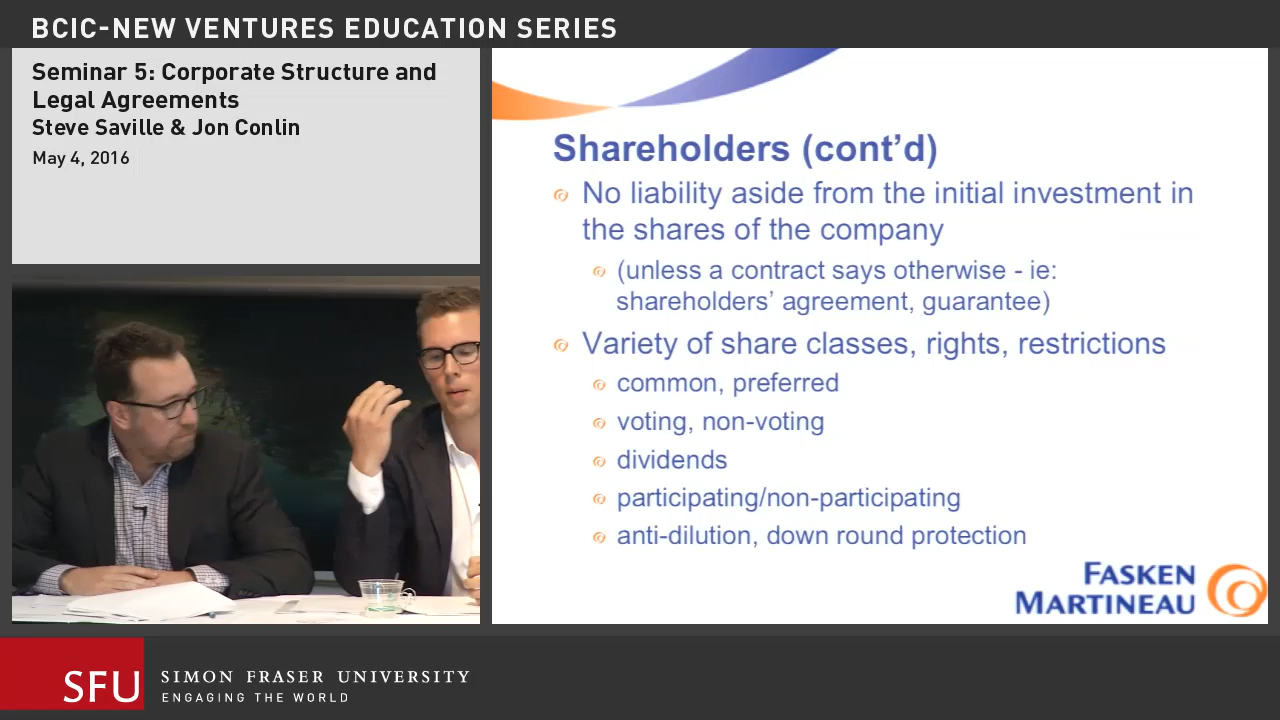 BCIC-NEW VENTURES EDUCATION SERIES
Seminar 5: Corporate Structure and
Legal Agreements
Steve Saville & Jon Conlin
May 4, 2016
Shareholders (cont’d)
No liability aside from the initial investment in
the shares of the company
(unless a contract says otherwise - ie:
shareholders’ agreement, guarantee)
Variety of share classes, rights, restrictions
common, preferred
voting, non-voting
dividends
participating/non-participating
anti-dilution, down round protection
FASKEN
MARTINEAU
SFU
SIMON FRASER UNIVERSITY
ENGAGING THE WORLD